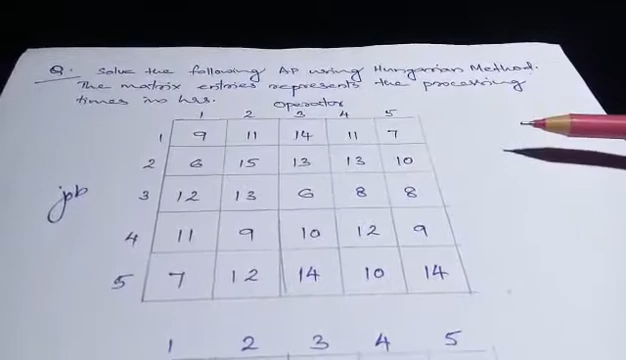 Q. Solve the following AP using Hungarian Method.
The matrix entries represents the processing
times in hrs.
Operator
1 2 3 4 5
1 9 11 14 11 7
2 6 15 13 13 10
job
3 12 13 6 8 8
4 11 9 10 12 9
5 7 12 14 10 14
1 2 3 4 5